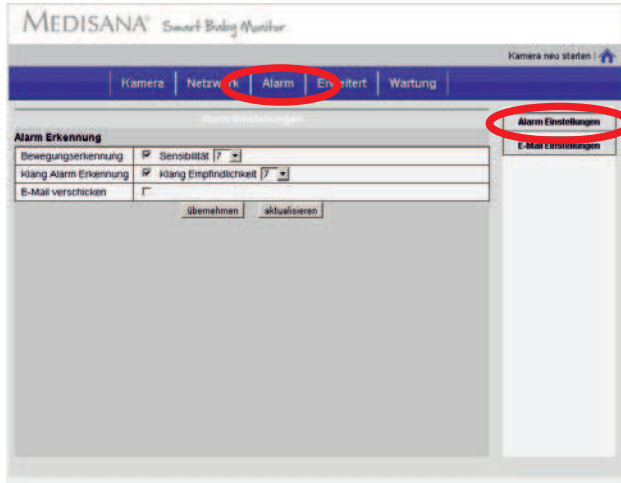 MEDISANA® Smart Baby Monitor
Kamera neu starten |
Kamera | Netzwerk | Alarm | Erweitert | Wartung
Alarm Einstellungen
Alarm Einstellungen
E-Mail Einstellungen
Alarm Erkennung
Bewegungserkennung Sensibilität 7
Klang Alarm Erkennung Klang Empfindlichkeit 7
E-Mail verschicken
übernehmen aktualisieren